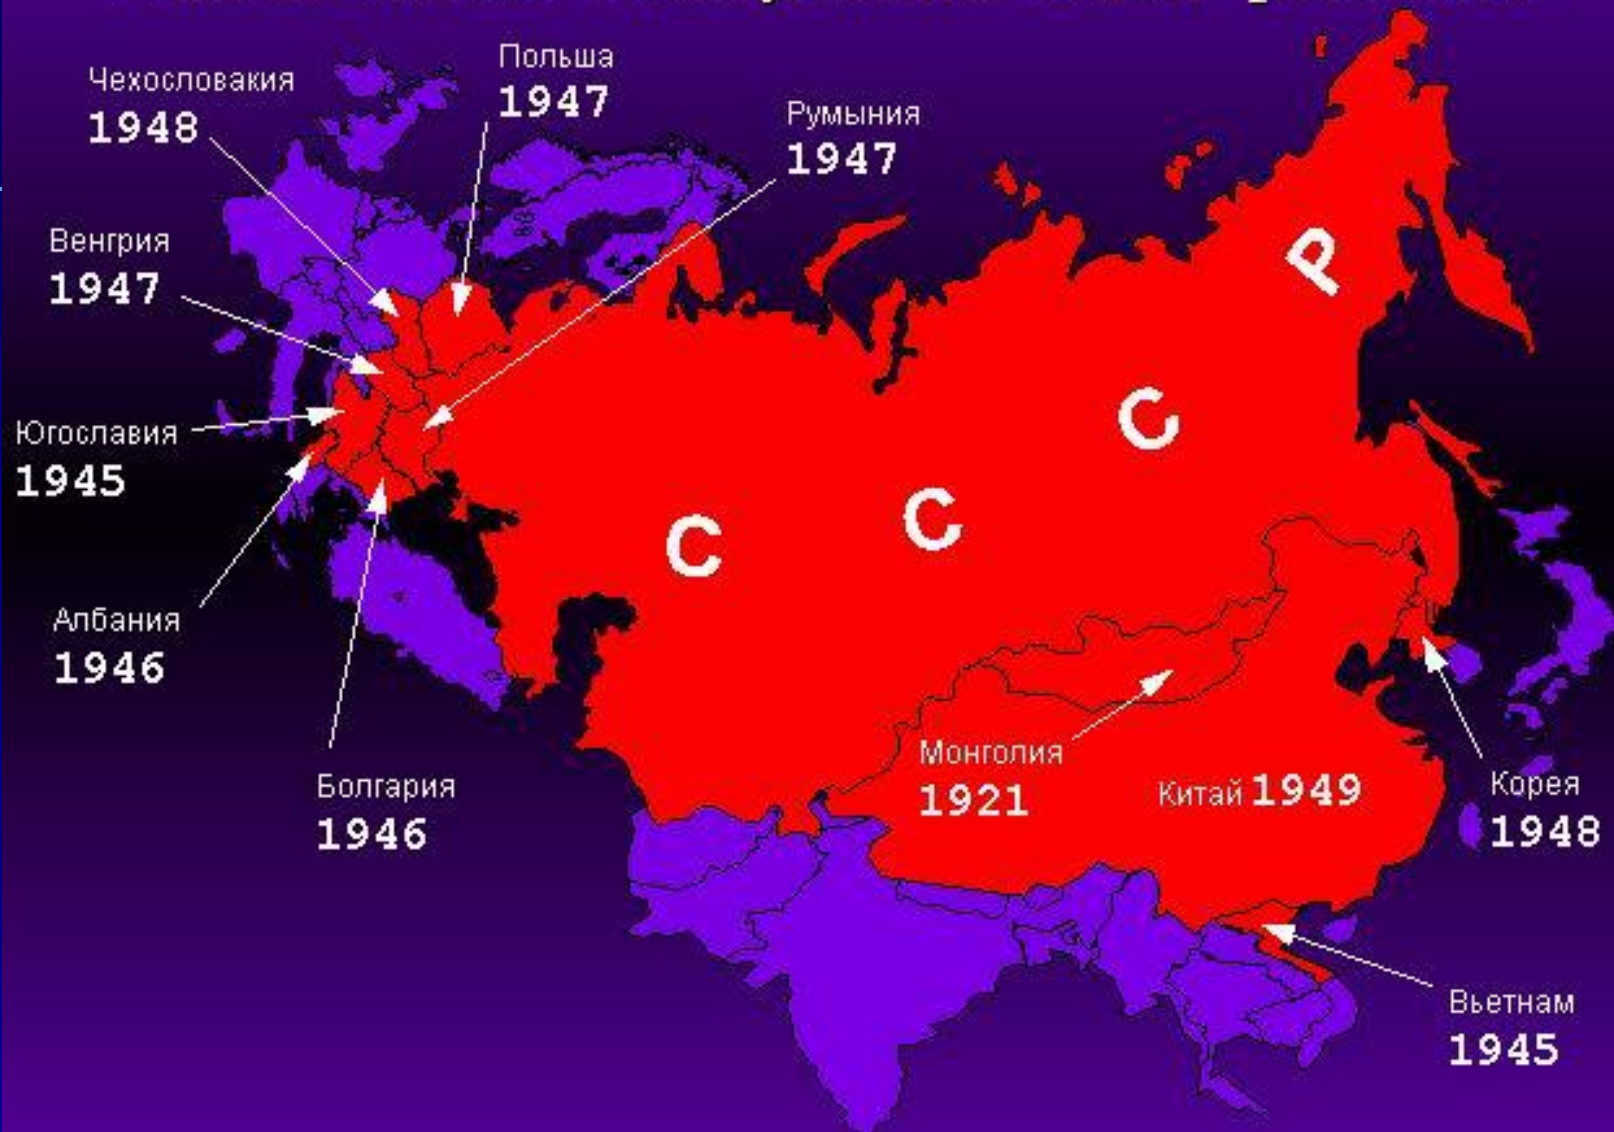 Чехословакия
1948
Польша
1947
Румыния
1947
Венгрия
1947
Югославия
1945
Албания
1946
Болгария
1946
С С С Р
Монголия
1921
Китай 1949
Корея
1948
Вьетнам
1945